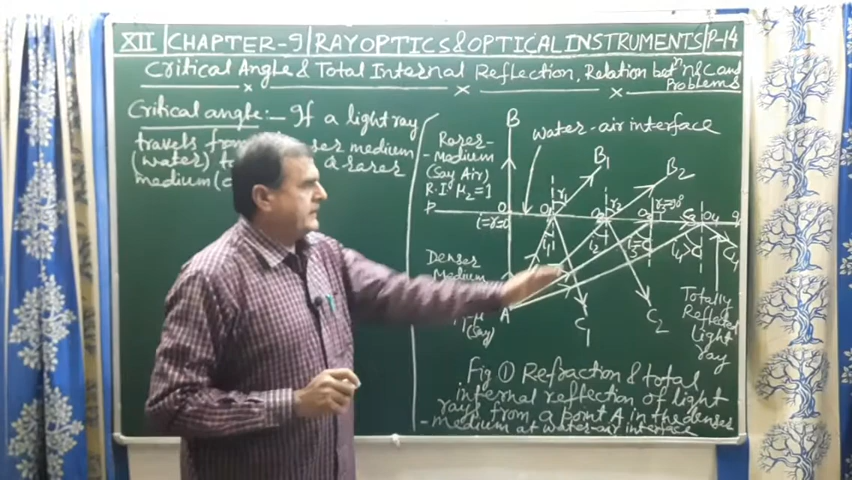 XII | CHAPTER-9 | RAY OPTICS & OPTICAL INSTRUMENTS | P-14
Critical Angle & Total Internal Reflection, Relation betⁿ n & C and
Problems
Critical angle:- If a light ray
travels from medium
(water) to a rarer
medium
B
water-air interface
Rarer-
-Medium
(Say Air)
R.I μ₂=1
B₁
B₂
P O O₁ O₂ O₃ O₄ q
r₁ r₂ r₃=90°
i=r=0
i₁ i₂ i₃=C i₄
Denser
Medium
A
(Say)
C₁
C₂
C₄
Totally
Reflected
light
ray
Fig ① Refraction & total
internal reflection of light
rays from a point A in the denser
-medium at water-air interface